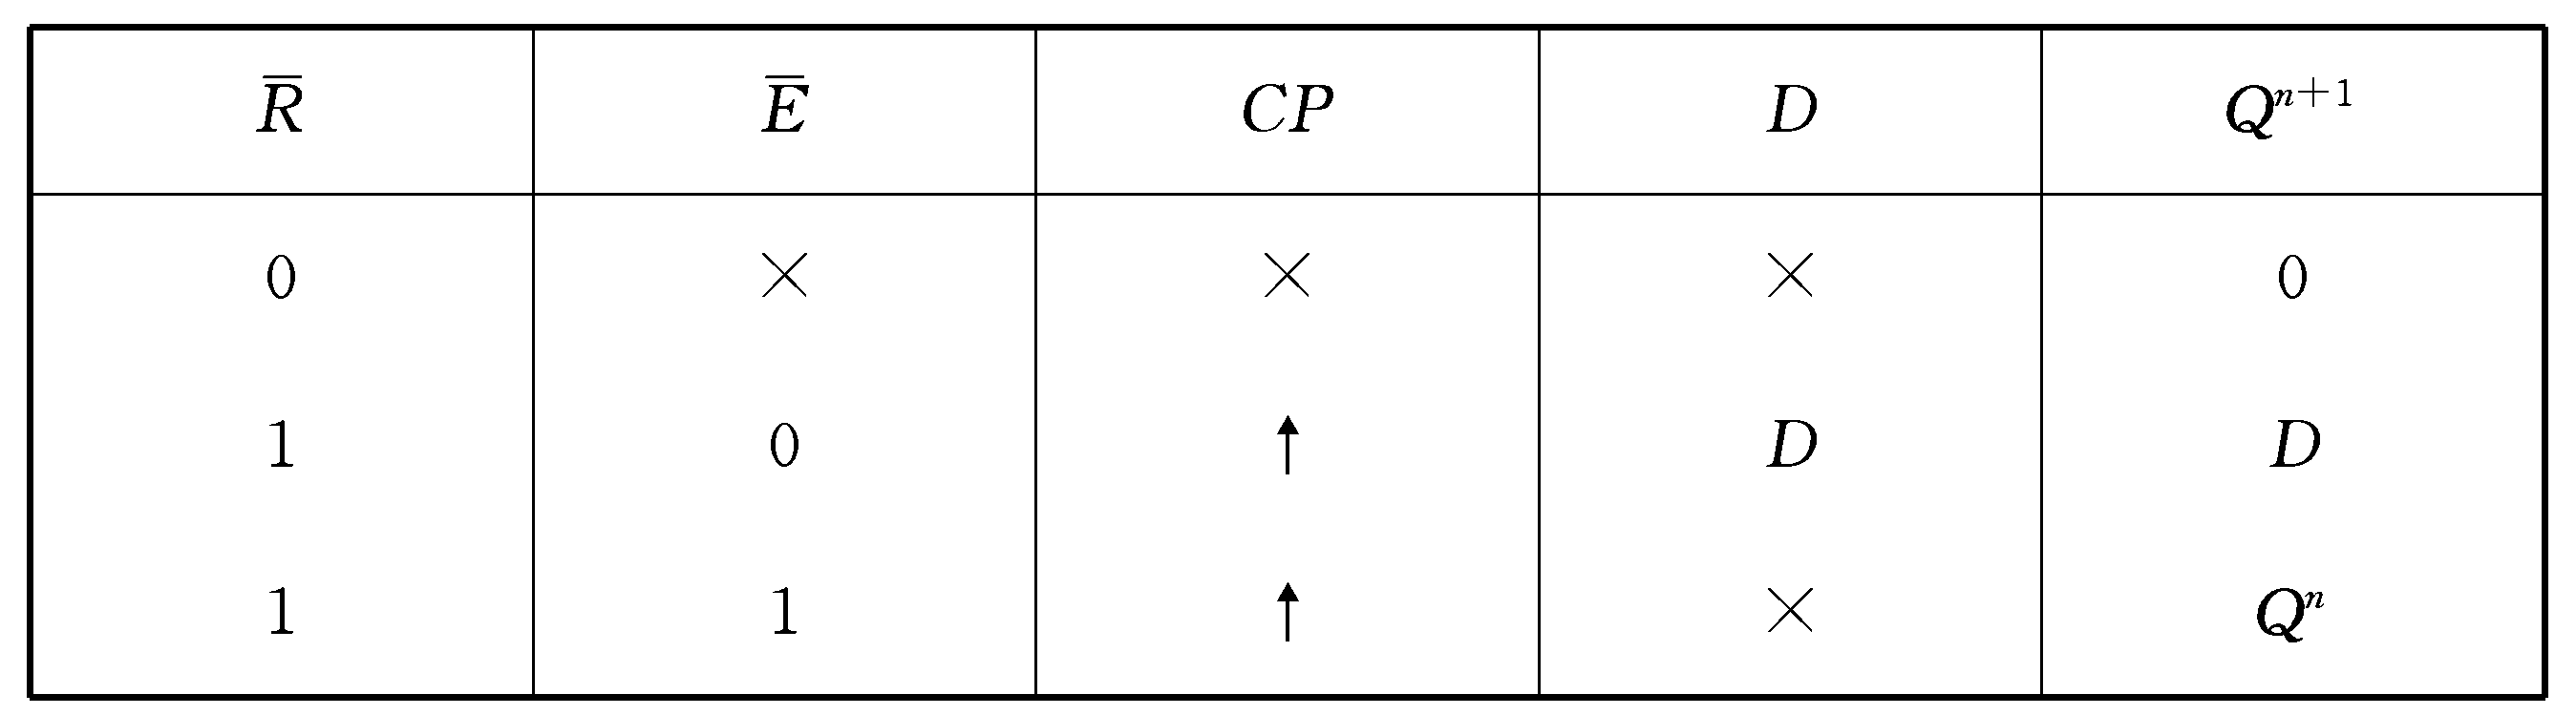 R̅ E̅ CP D Qⁿ⁺¹
0 × × × 0
1 0 ↑ D D
1 1 ↑ × Qⁿ